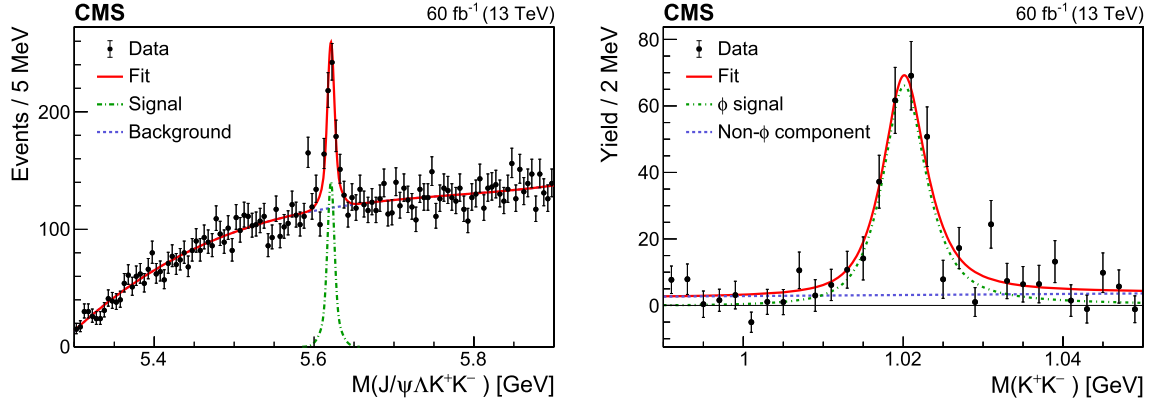 CMS
60 fb⁻¹ (13 TeV)
Events / 5 MeV
Data
Fit
Signal
Background
200
100
0
5.4
5.6
5.8
M(J/ψΛK⁺K⁻ ) [GeV]
CMS
60 fb⁻¹ (13 TeV)
Yield / 2 MeV
Data
Fit
ϕ signal
Non-ϕ component
80
60
40
20
0
1
1.02
1.04
M(K⁺K⁻ ) [GeV]